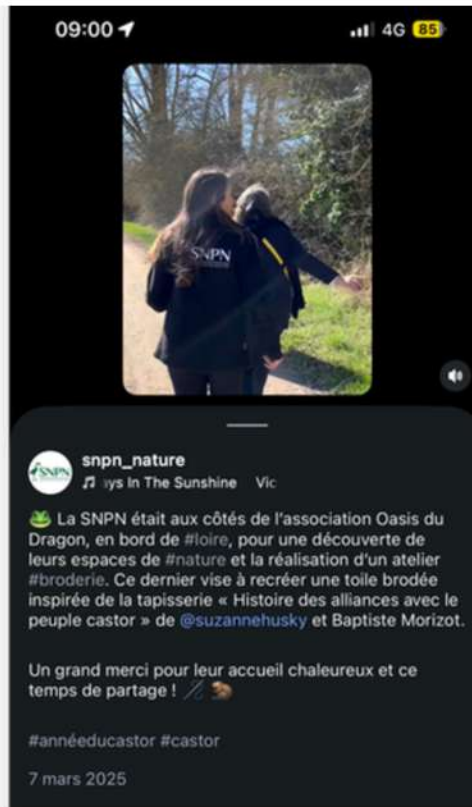 09:00 4G 85
SNPN
SNPN
snpn_nature
ys In The Sunshine Vic
🐸 La SNPN était aux côtés de l'association Oasis du
Dragon, en bord de #loire, pour une découverte de
leurs espaces de #nature et la réalisation d'un atelier
#broderie. Ce dernier vise à recréer une toile brodée
inspirée de la tapisserie « Histoire des alliances avec le
peuple castor » de @suzannehusky et Baptiste Morizot.
Un grand merci pour leur accueil chaleureux et ce
temps de partage ! 🪡 🦫
#annéeducastor #castor
7 mars 2025